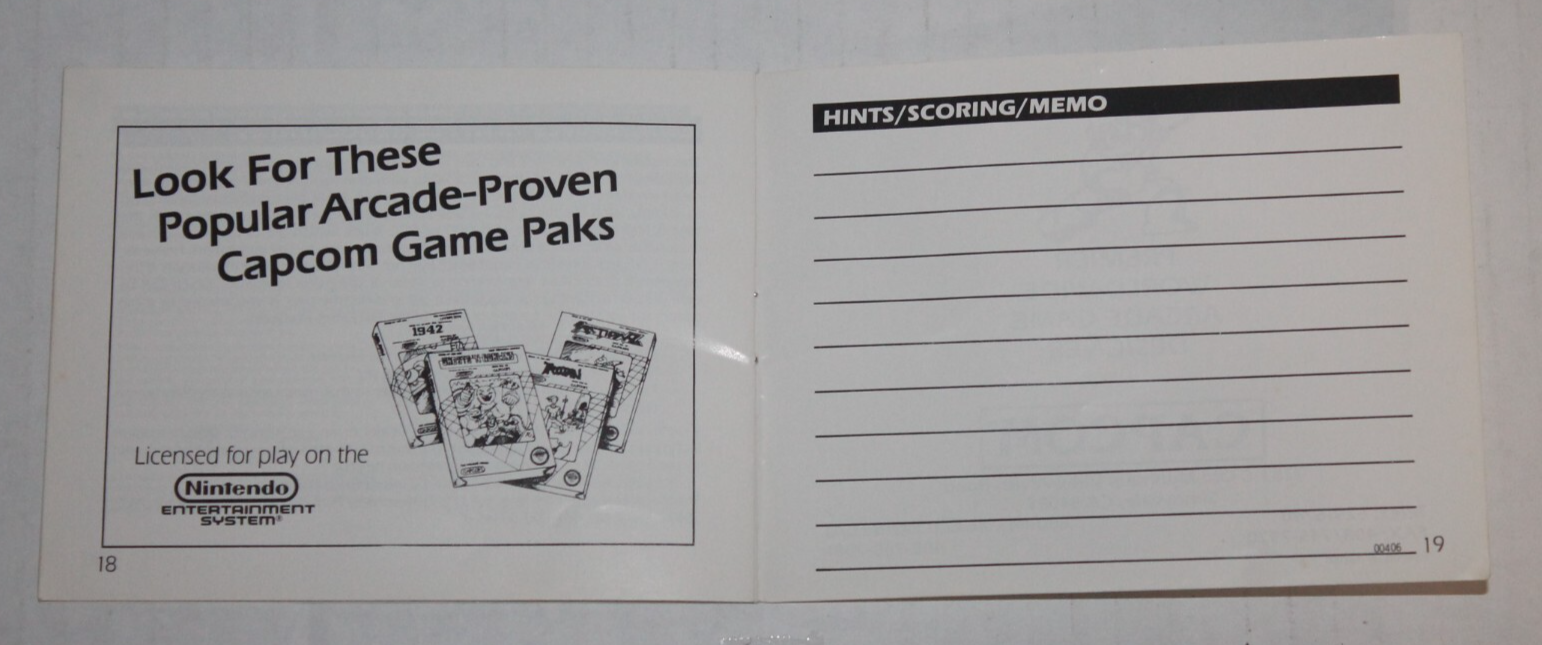 Look For These
Popular Arcade-Proven
Capcom Game Paks
1942
Licensed for play on the
Nintendo
ENTERTAINMENT
SYSTEM®
18
HINTS/SCORING/MEMO
00406
19